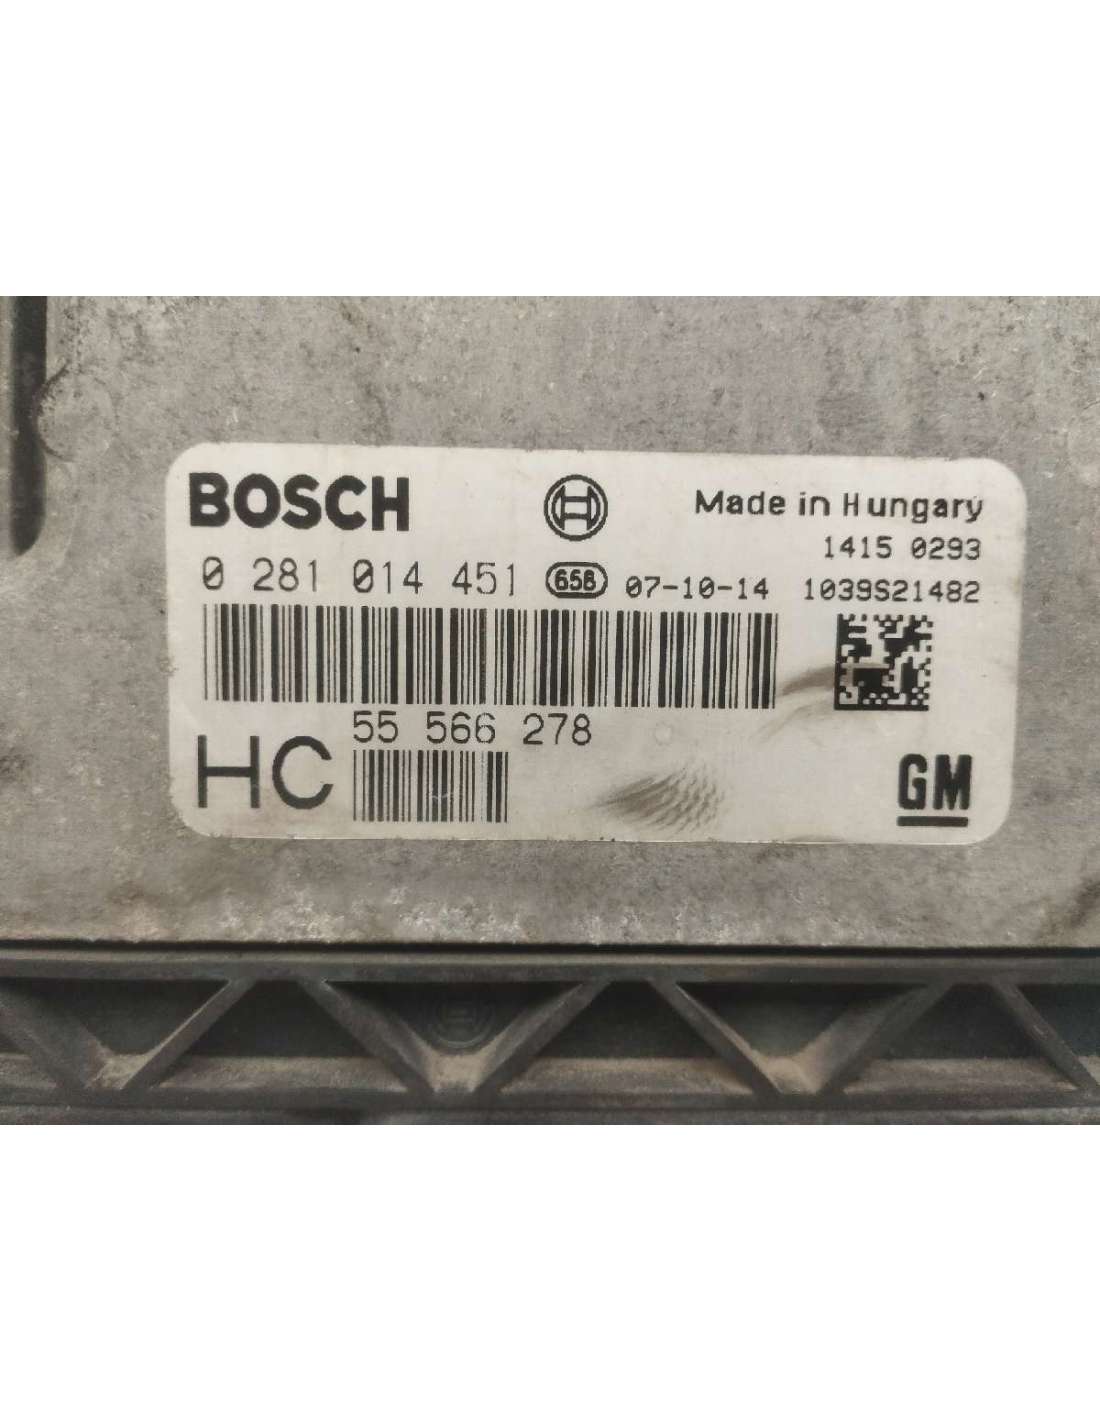 BOSCH
Made in Hungary
1415 0293
0 281 014 451 658 07-10-14 1039S21482
55 566 278
HC
GM